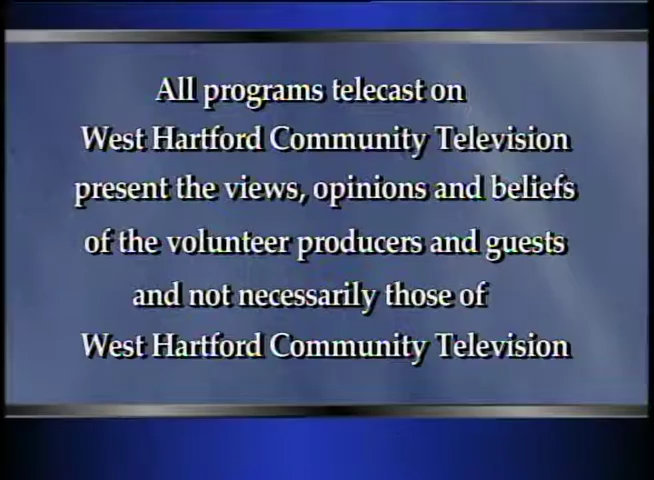 All programs telecast on
West Hartford Community Television
present the views, opinions and beliefs
of the volunteer producers and guests
and not necessarily those of
West Hartford Community Television